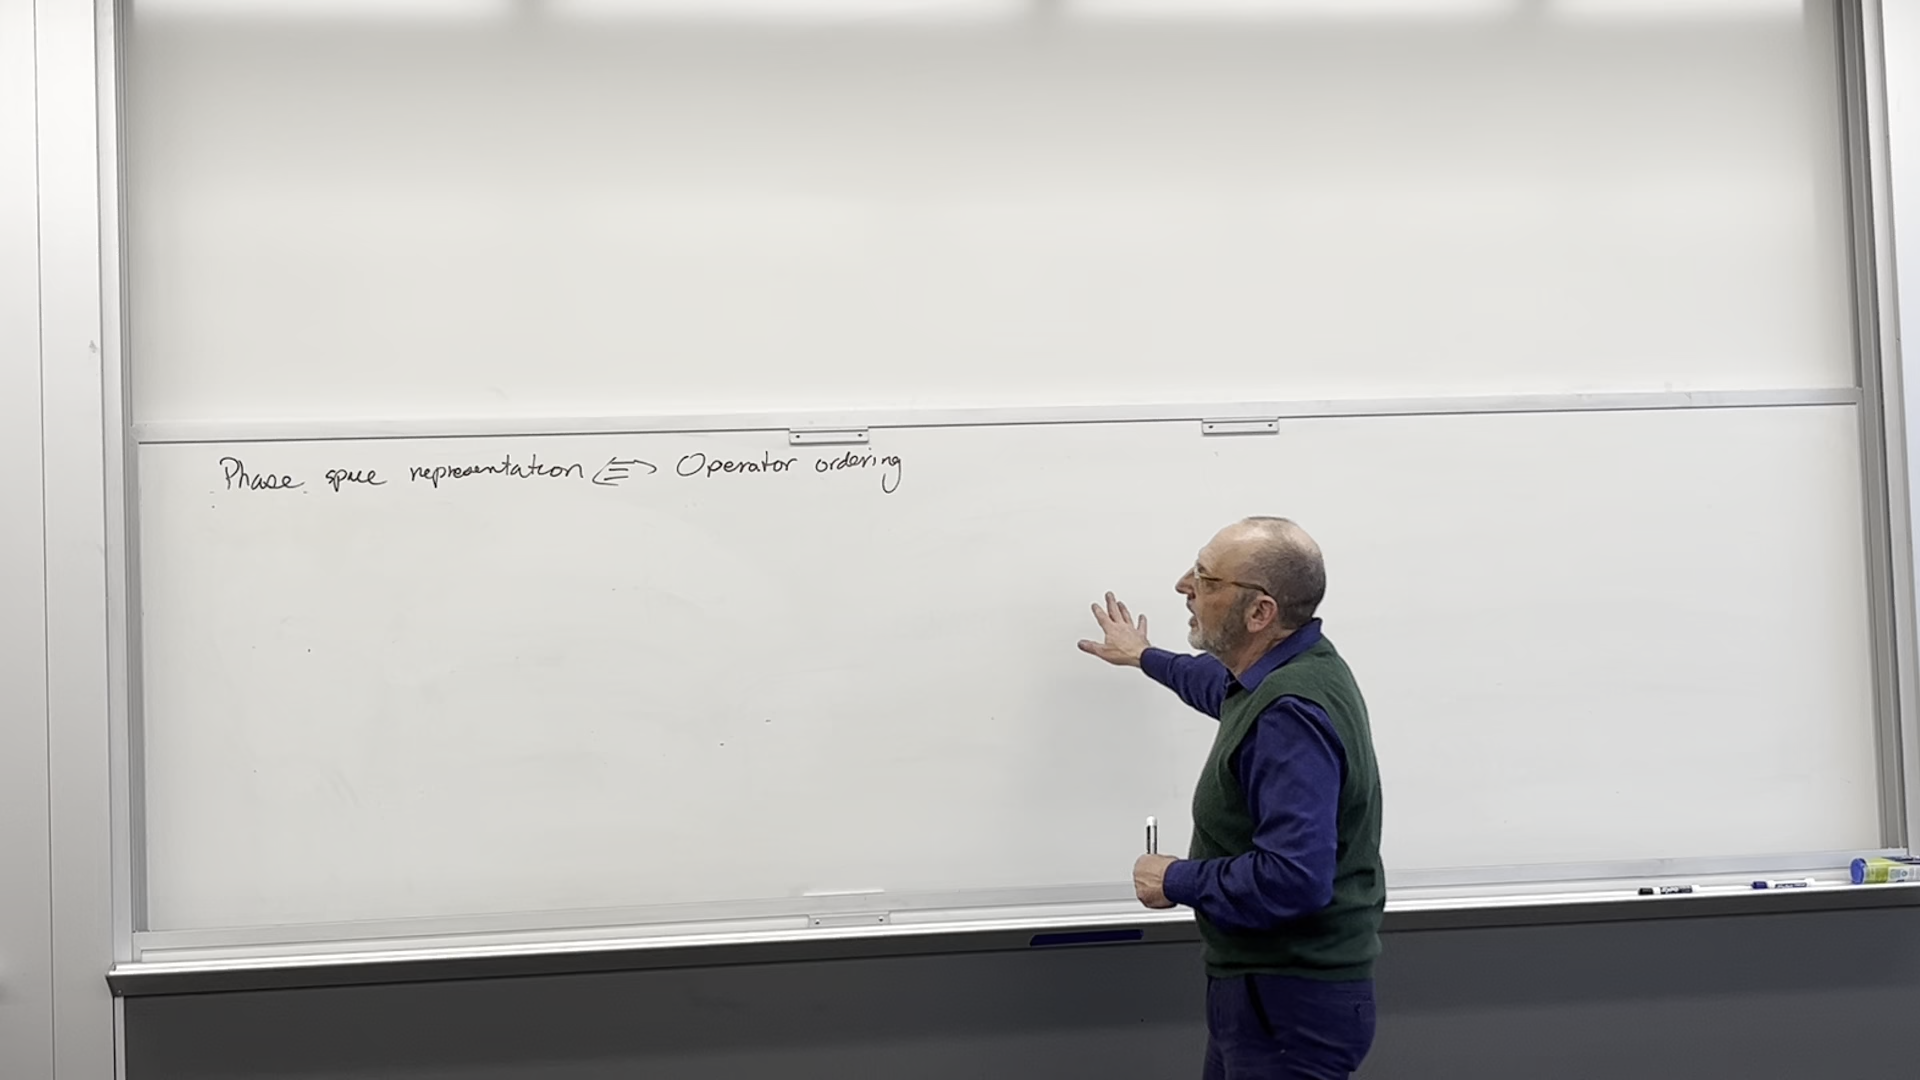 Phase space representation <=> Operator ordering